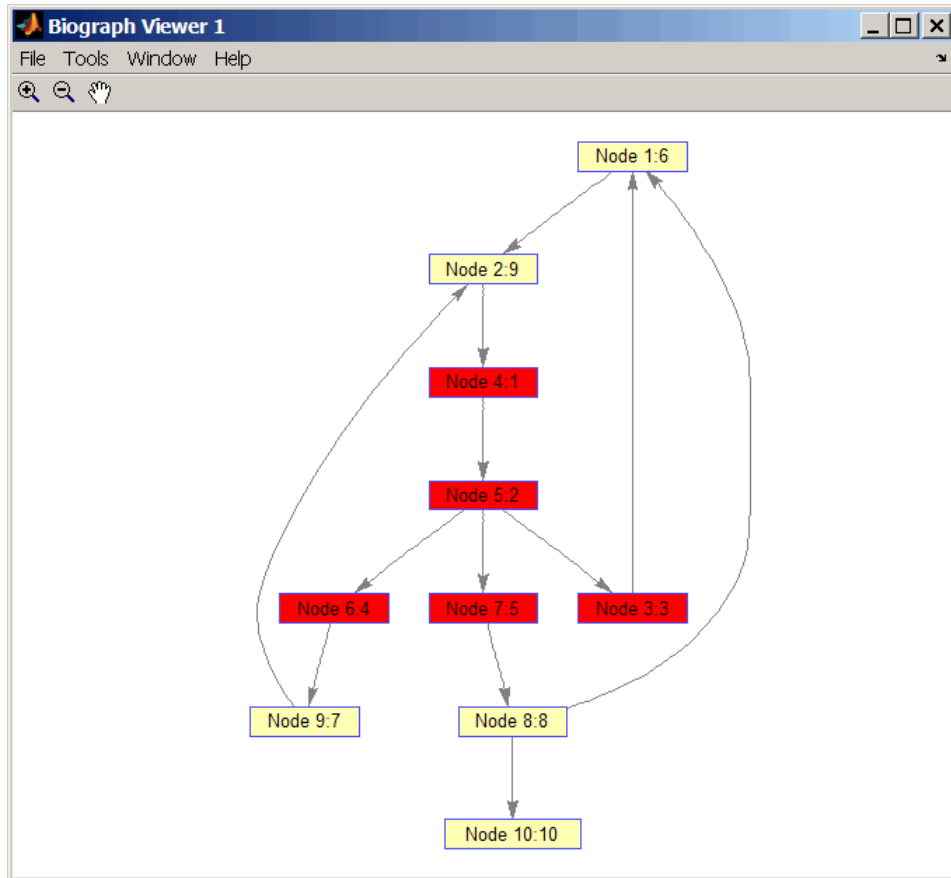 Biograph Viewer 1
File Tools Window Help
Node 1:6
Node 2:9
Node 4:1
Node 5:2
Node 6:4 Node 7:5 Node 3:3
Node 9:7 Node 8:8
Node 10:10